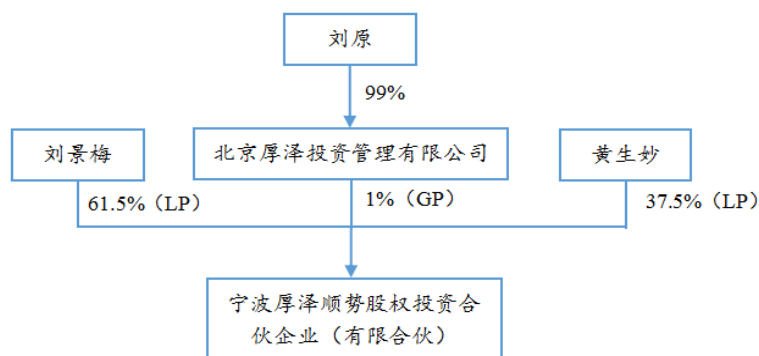 刘原
99%
刘景梅
北京厚泽投资管理有限公司
黄生妙
61.5%（LP）
1%（GP）
37.5%（LP）
宁波厚泽顺势股权投资合
伙企业（有限合伙）